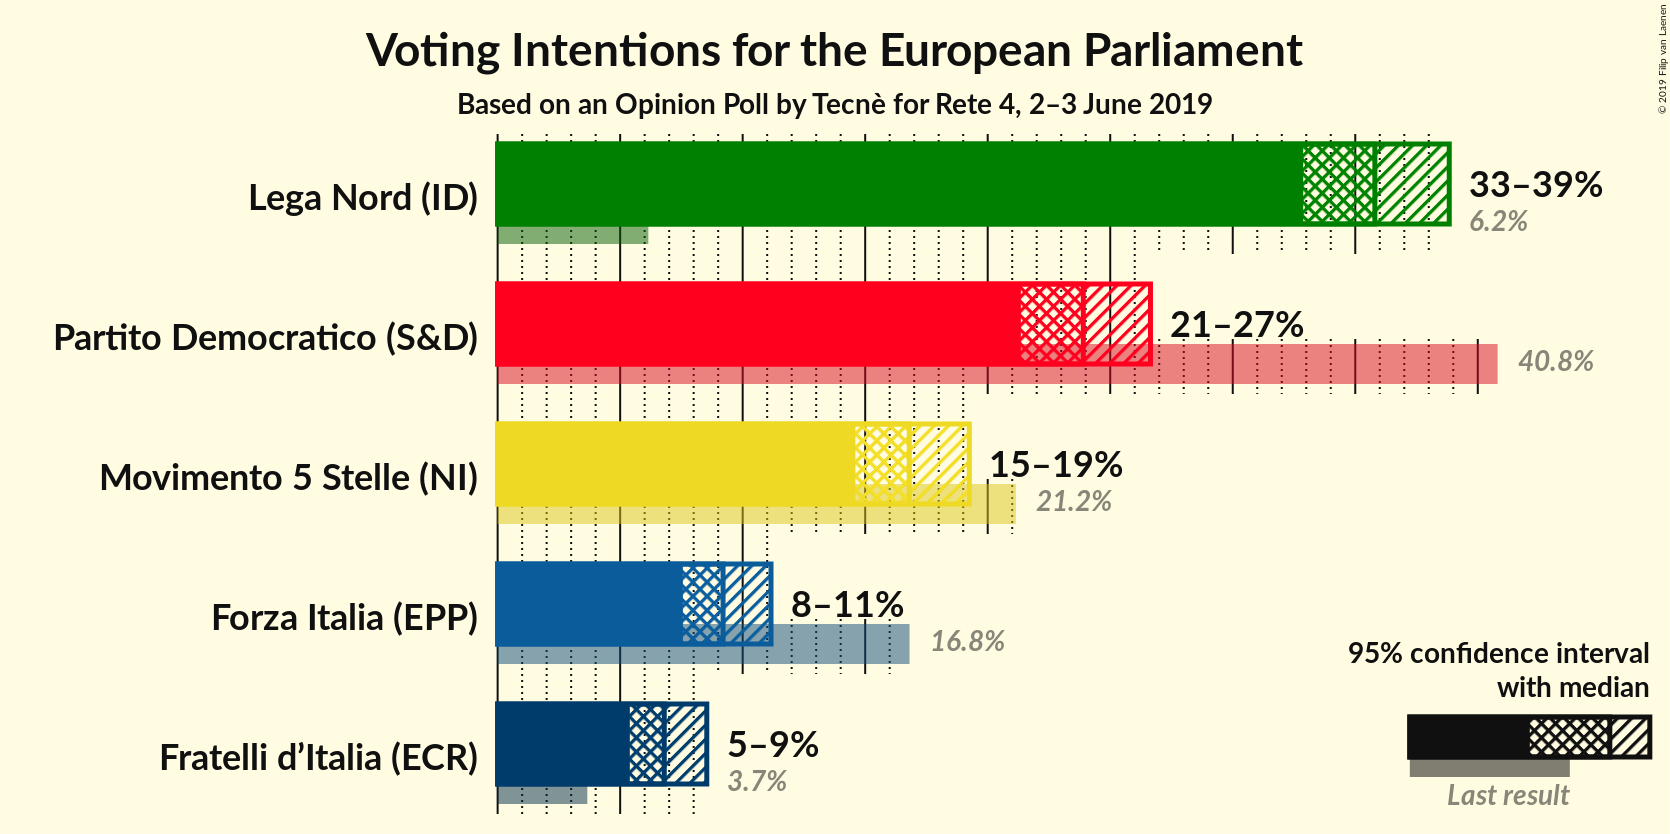 Voting Intentions for the European Parliament
Based on an Opinion Poll by Tecnè for Rete 4, 2–3 June 2019
© 2019 Filip van Laenen
Lega Nord (ID)
33–39%
6.2%
Partito Democratico (S&D)
21–27%
40.8%
Movimento 5 Stelle (NI)
15–19%
21.2%
Forza Italia (EPP)
8–11%
16.8%
Fratelli d’Italia (ECR)
5–9%
3.7%
95% confidence interval
with median
Last result